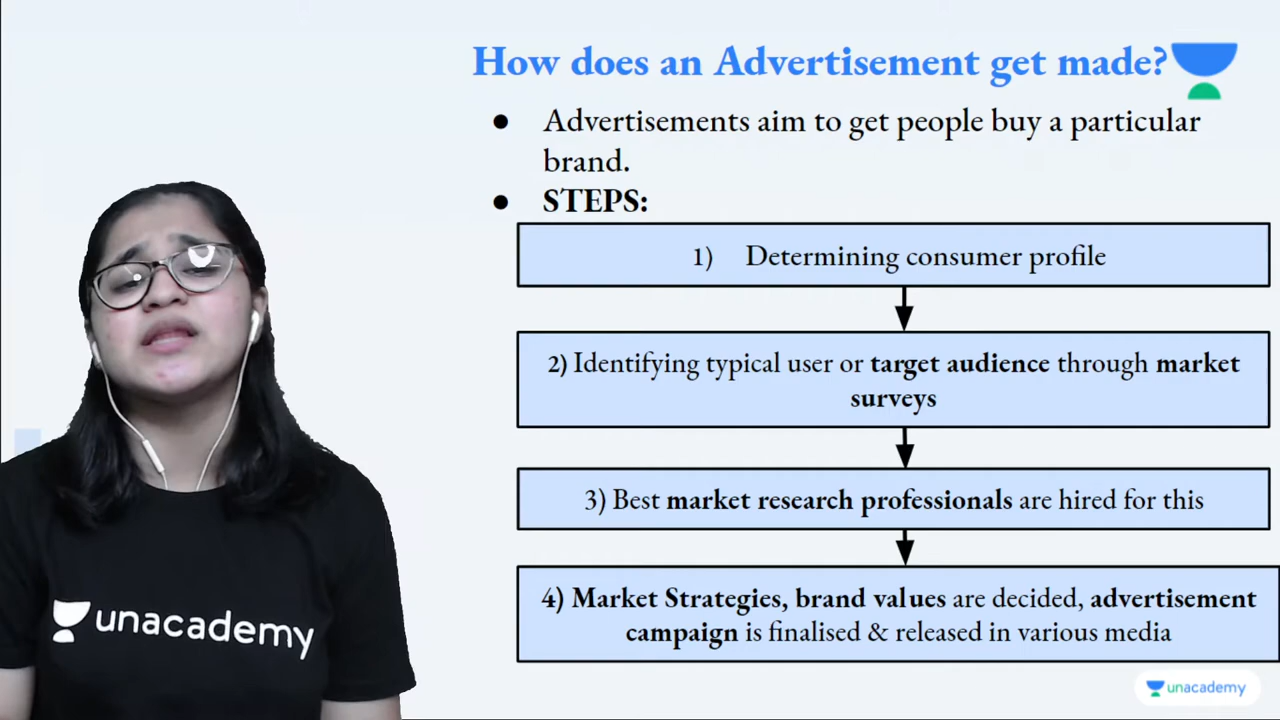 How does an Advertisement get made?
● Advertisements aim to get people buy a particular
brand.
● STEPS:
1) Determining consumer profile
2) Identifying typical user or target audience through market
surveys
3) Best market research professionals are hired for this
4) Market Strategies, brand values are decided, advertisement
campaign is finalised & released in various media
unacademy
unacademy